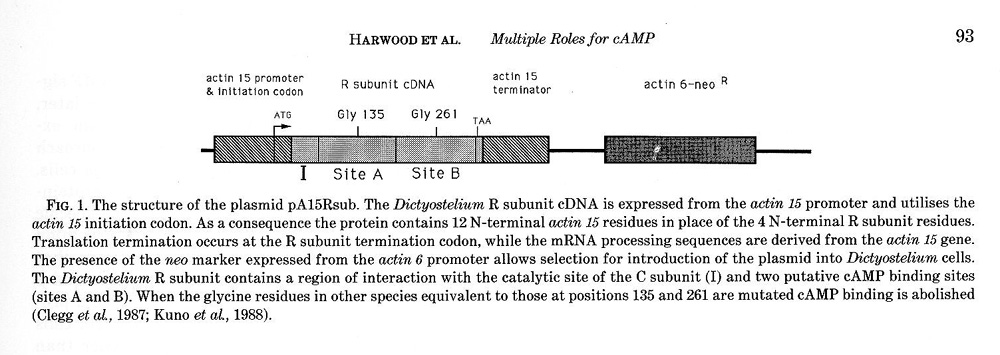 HARWOOD ET AL. Multiple Roles for cAMP 93
actin 15 promoter & initiation codon
R subunit cDNA
actin 15 terminator
actin 6-neo R
ATG
Gly 135
Gly 261
TAA
I
Site A
Site B
FIG. 1. The structure of the plasmid pA15Rsub. The Dictyostelium R subunit cDNA is expressed from the actin 15 promoter and utilises the
actin 15 initiation codon. As a consequence the protein contains 12 N-terminal actin 15 residues in place of the 4 N-terminal R subunit residues.
Translation termination occurs at the R subunit termination codon, while the mRNA processing sequences are derived from the actin 15 gene.
The presence of the neo marker expressed from the actin 6 promoter allows selection for introduction of the plasmid into Dictyostelium cells.
The Dictyostelium R subunit contains a region of interaction with the catalytic site of the C subunit (I) and two putative cAMP binding sites
(sites A and B). When the glycine residues in other species equivalent to those at positions 135 and 261 are mutated cAMP binding is abolished
(Clegg et al., 1987; Kuno et al., 1988).